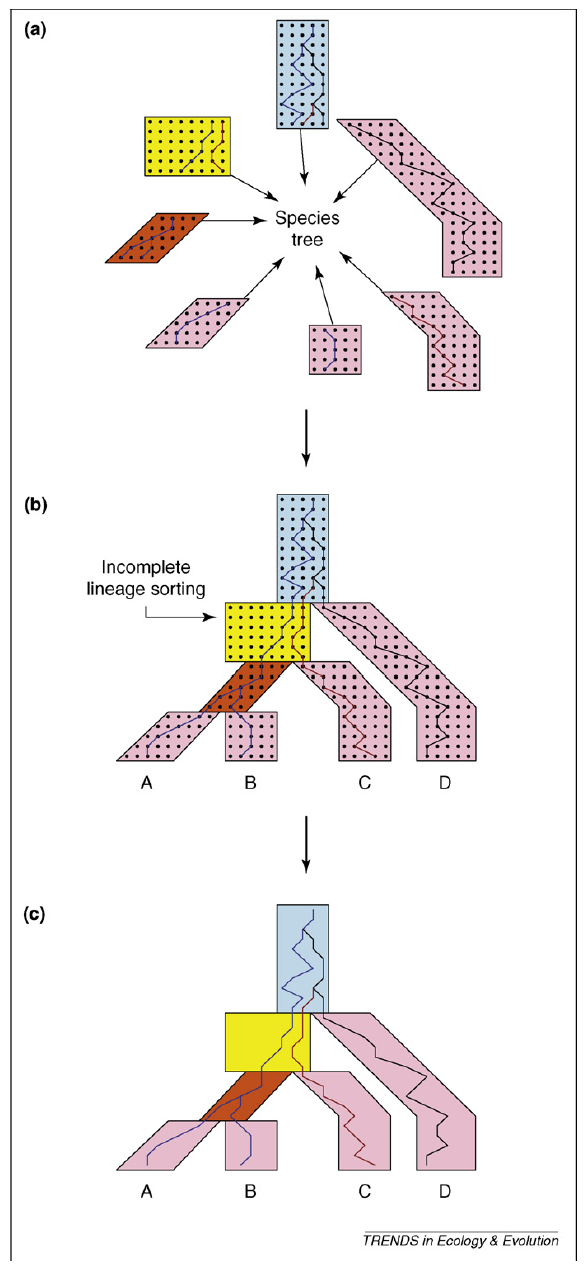 (a)
Species
tree
(b)
Incomplete
lineage sorting
A B C D
(c)
A B C D
TRENDS in Ecology & Evolution